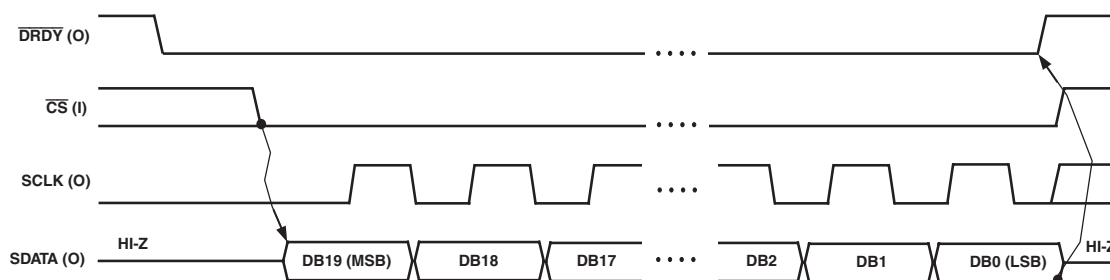 DRDY (O)
CS (I)
SCLK (O)
SDATA (O)
HI-Z
DB19 (MSB)
DB18
DB17
DB2
DB1
DB0 (LSB)
HI-Z